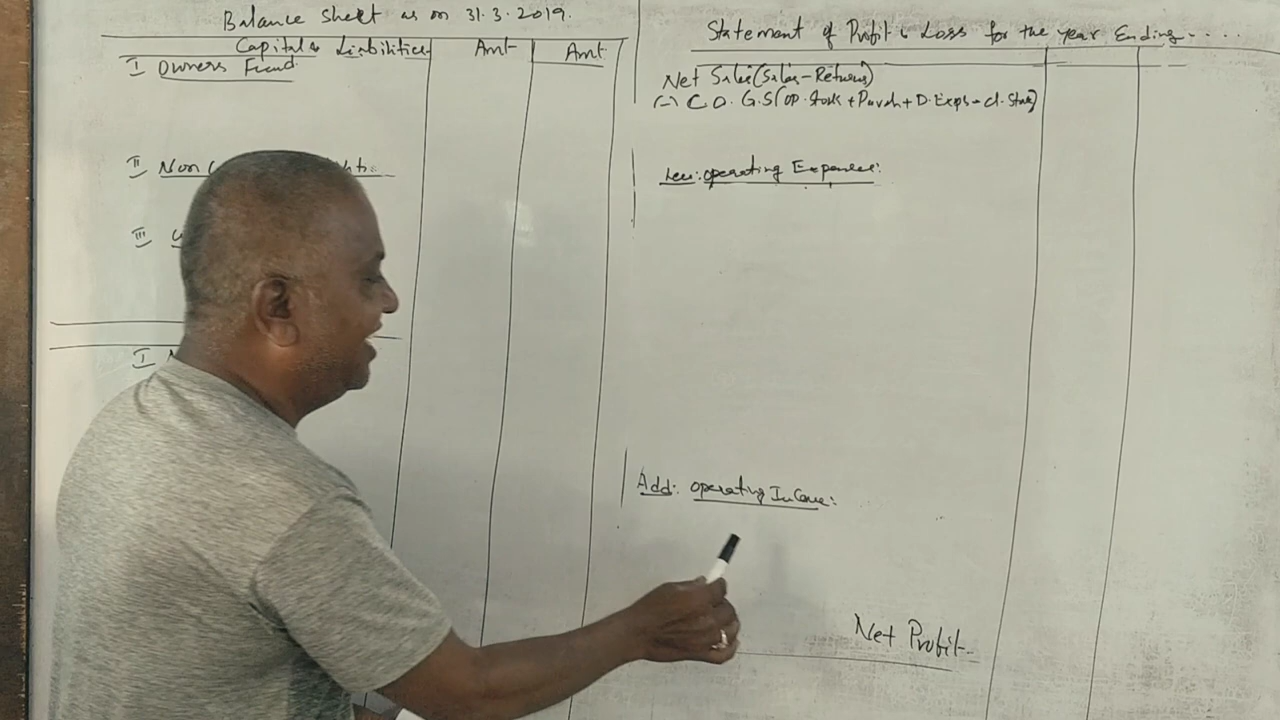 Balance Sheet as on 31.3.2019.
Capital & Liabilities Amt Amt
I Owners Fund
II Non
III
I
Statement of Profit & Loss for the year Ending....
Net Sales (Sales - Returns)
(-) C.O.G.S (OP. Stock + Purch + D. Exps - Cl. Stock)
Less: operating Expenses:
Add: operating Income:
Net Profit